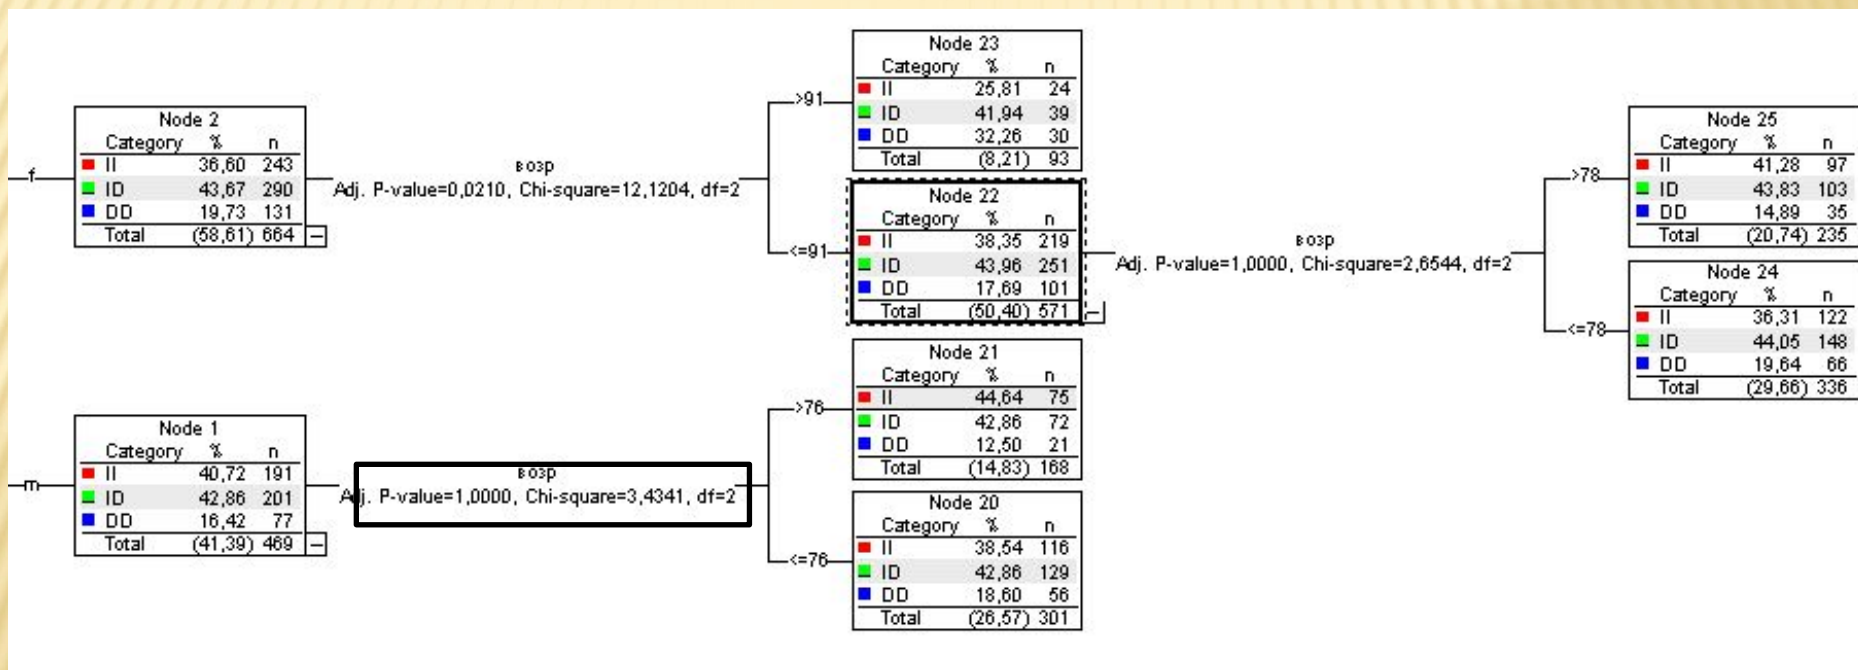 f
Node 2
Category % n
II 36,60 243
ID 43,67 290
DD 19,73 131
Total (58,61) 664
возр
Adj. P-value=0,0210, Chi-square=12,1204, df=2
>91
Node 23
Category % n
II 25,81 24
ID 41,94 39
DD 32,26 30
Total (8,21) 93
<=91
Node 22
Category % n
II 38,35 219
ID 43,96 251
DD 17,69 101
Total (50,40) 571
возр
Adj. P-value=1,0000, Chi-square=2,6544, df=2
>78
Node 25
Category % n
II 41,28 97
ID 43,83 103
DD 14,89 35
Total (20,74) 235
<=78
Node 24
Category % n
II 36,31 122
ID 44,05 148
DD 19,64 66
Total (29,66) 336
m
Node 1
Category % n
II 40,72 191
ID 42,86 201
DD 16,42 77
Total (41,39) 469
возр
Adj. P-value=1,0000, Chi-square=3,4341, df=2
>76
Node 21
Category % n
II 44,64 75
ID 42,86 72
DD 12,50 21
Total (14,83) 168
<=76
Node 20
Category % n
II 38,54 116
ID 42,86 129
DD 18,60 56
Total (26,57) 301